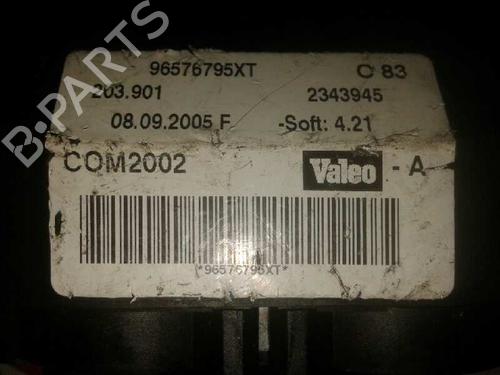 B-PARTS
96576795XT C 83
203.901 2343945
08.09.2005 F -Soft: 4.21
COM2002 Valeo - A
*96576795XT*